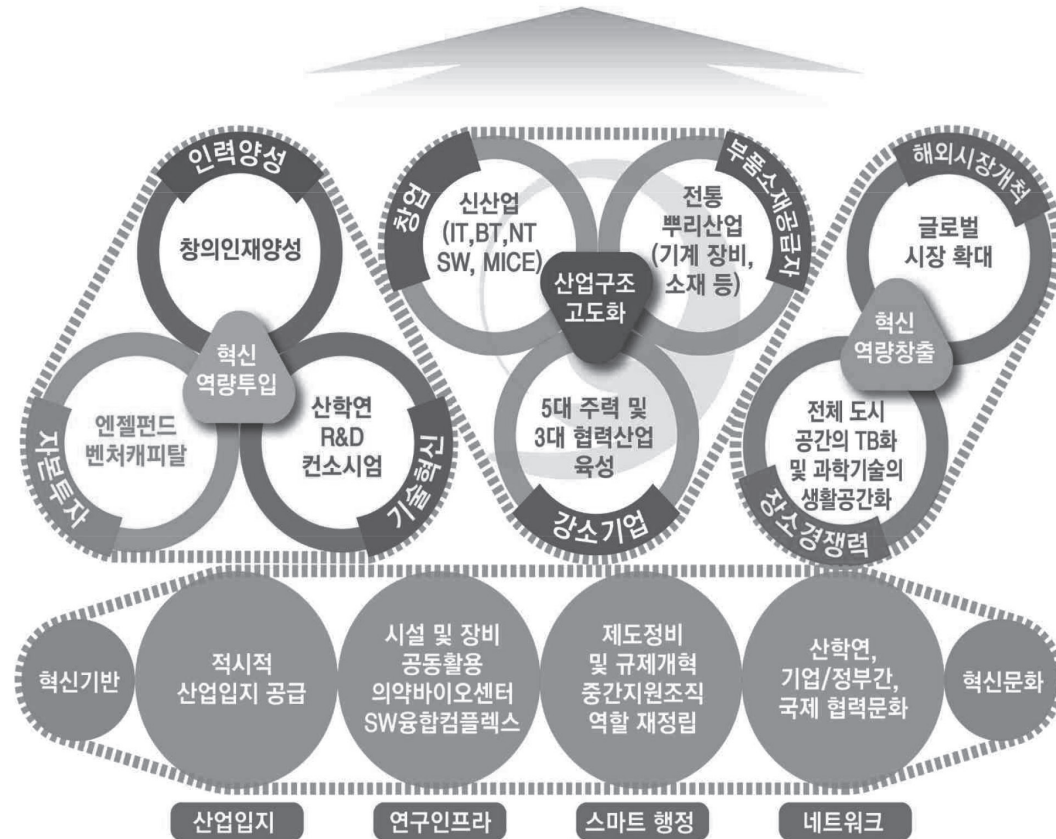 인력양성
창의인재양성
혁신
역량투입
엔젤펀드
벤처캐피탈
자본투자
산학연
R&D
컨소시엄
기술혁신
창업
신산업
(IT,BT,NT
SW, MICE)
부품소재공급자
전통
뿌리산업
(기계 장비,
소재 등)
산업구조
고도화
5대 주력 및
3대 협력산업
육성
강소기업
해외시장개척
글로벌
시장 확대
혁신
역량창출
전체 도시
공간의 TB화
및 과학기술의
생활공간화
장소경쟁력
혁신기반
적시적
산업입지 공급
시설 및 장비
공동활용
의약바이오센터
SW융합컴플렉스
제도정비
및 규제개혁
중간지원조직
역할 재정립
산학연,
기업/정부간,
국제 협력문화
혁신문화
산업입지
연구인프라
스마트 행정
네트워크